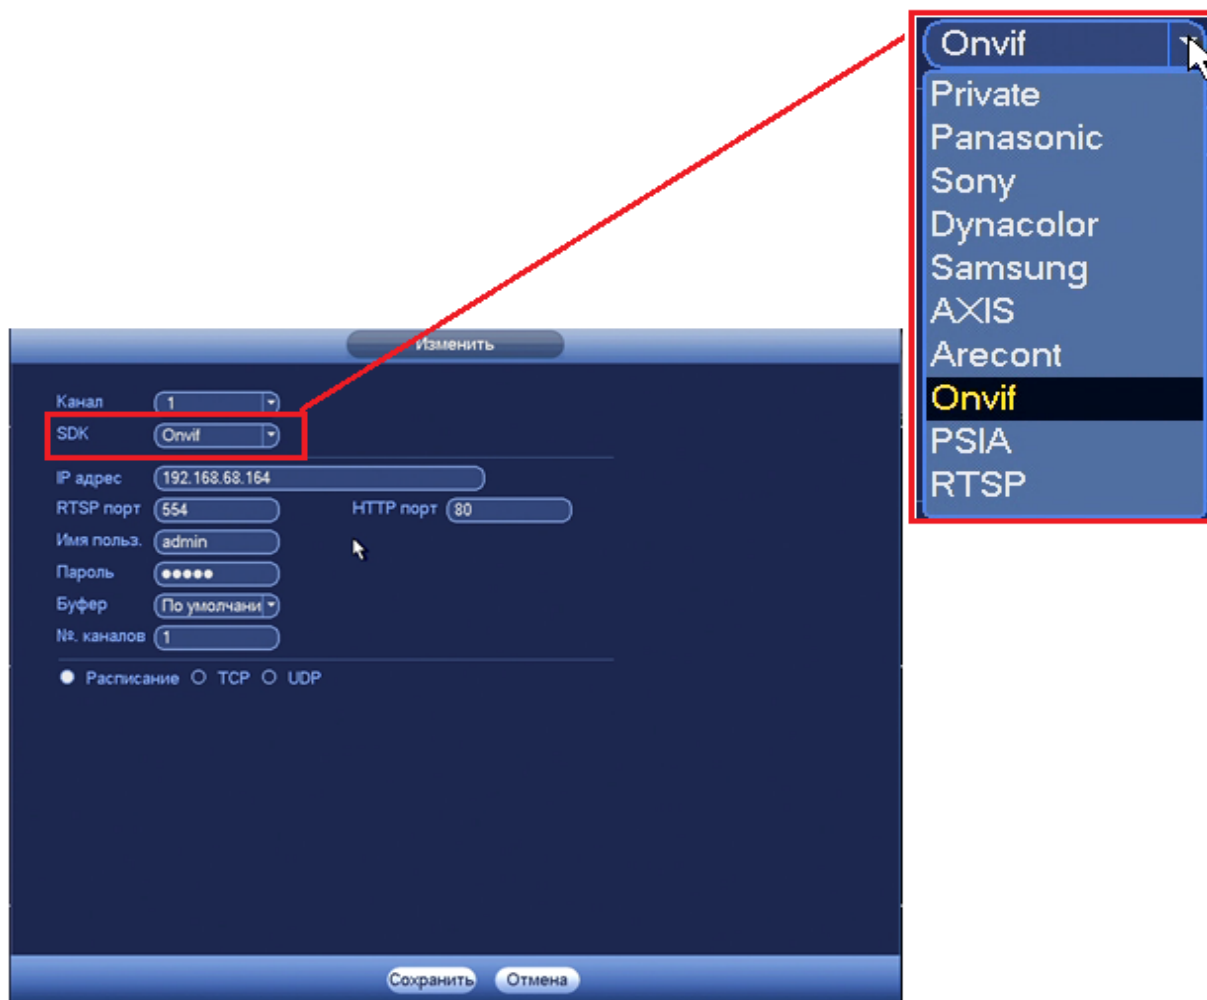 Onvif
Private
Panasonic
Sony
Dynacolor
Samsung
AXIS
Arecont
Onvif
PSIA
RTSP
Изменить
Канал 1
SDK Onvif
IP адрес 192.168.68.164
RTSP порт 554 HTTP порт 80
Имя польз. admin
Пароль •••••
Буфер По умолчани
№. каналов 1
Расписание TCP UDP
Сохранить Отмена